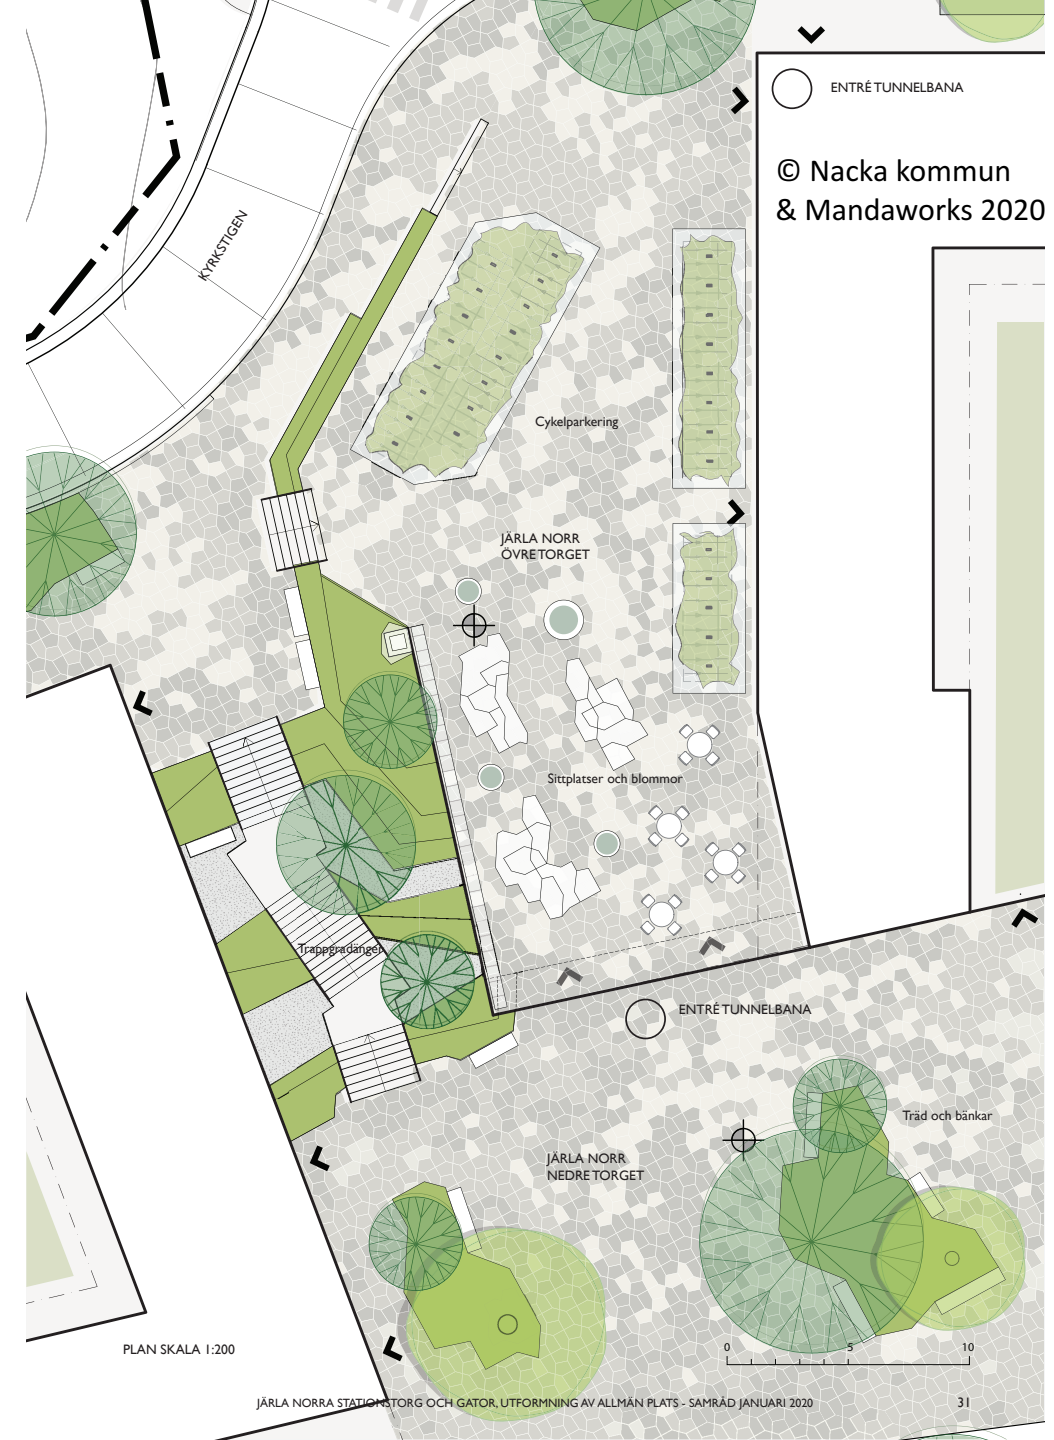 ENTRÉ TUNNELBANA
© Nacka kommun
& Mandaworks 2020
KYRKSTIGEN
Cykelparkering
JÄRLA NORR
ÖVRE TORGET
Sittplatser och blommor
Trappgradänger
ENTRÉ TUNNELBANA
Träd och bänkar
JÄRLA NORR
NEDRE TORGET
PLAN SKALA 1:200
0 5 10
JÄRLA NORRA STATIONSTORG OCH GATOR, UTFORMNING AV ALLMÄN PLATS - SAMRÅD JANUARI 2020 31